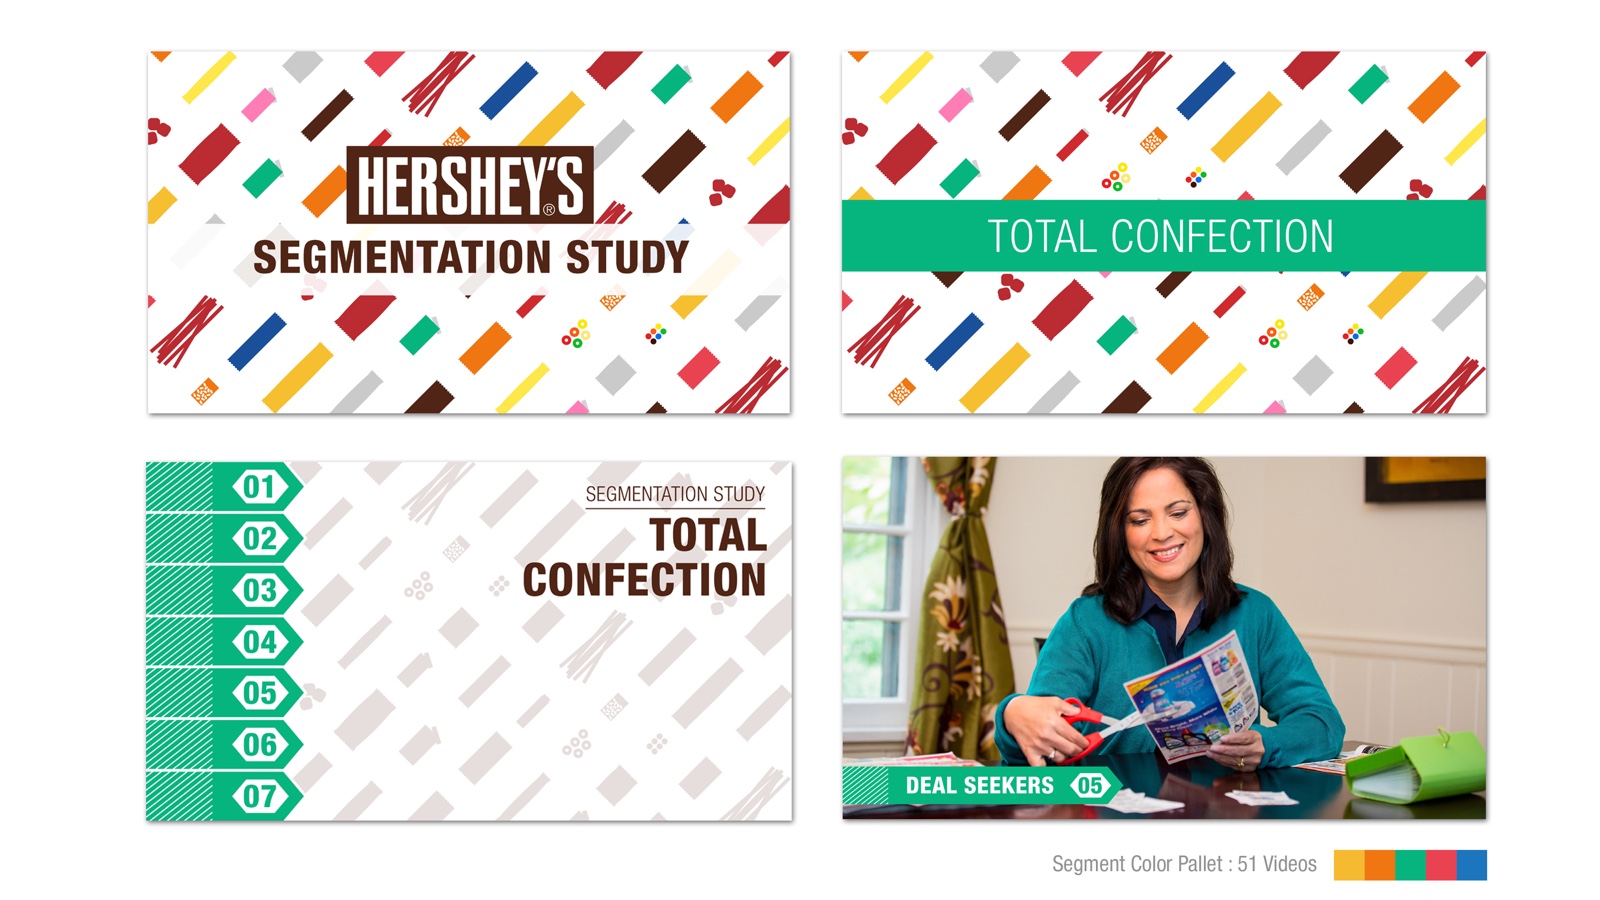 HERSHEY'S®
SEGMENTATION STUDY
TOTAL CONFECTION
01
02
03
04
05
06
07
SEGMENTATION STUDY
TOTAL
CONFECTION
DEAL SEEKERS 05
Segment Color Pallet : 51 Videos